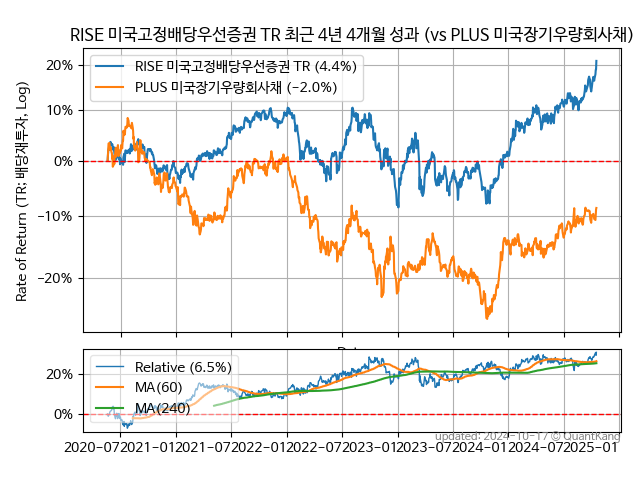 RISE 미국고정배당우선증권 TR 최근 4년 4개월 성과 (vs PLUS 미국장기우량회사채)
Rate of Return (TR: 배당재투자, Log)
20%
10%
0%
−10%
−20%
RISE 미국고정배당우선증권 TR (4.4%)
PLUS 미국장기우량회사채 (−2.0%)
20%
0%
Relative (6.5%)
MA(60)
MA(240)
2020-07
2021-01
2021-07
2022-01
2022-07
2023-01
2023-07
2024-01
2024-07
2025-01
updated: 2024-10-17 © QuantKang